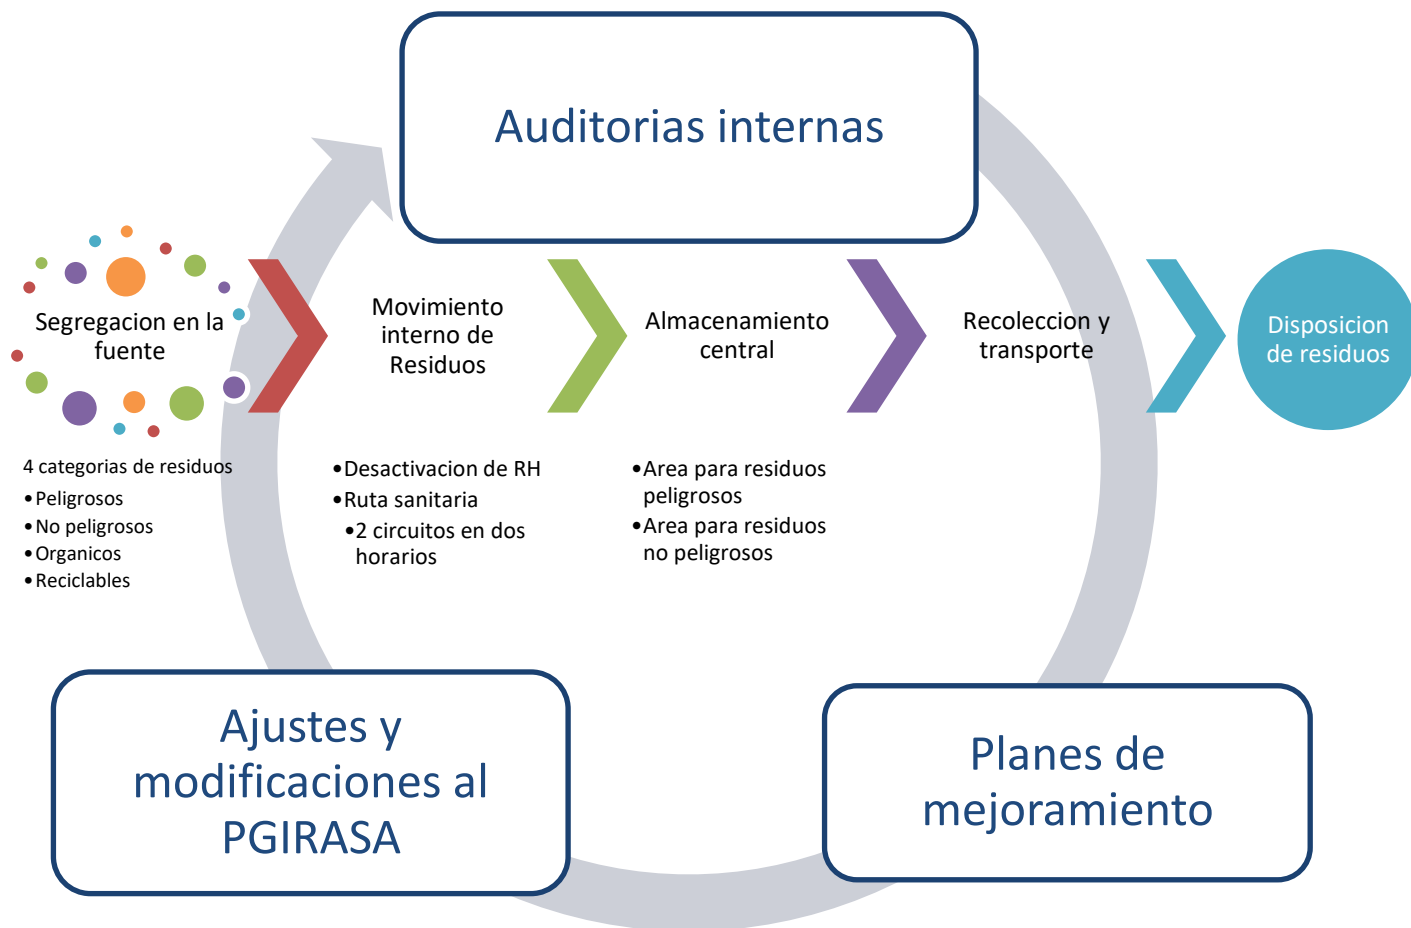 Auditorias internas
Segregacion en la
fuente
Movimiento
interno de
Residuos
Almacenamiento
central
Recoleccion y
transporte
Disposicion
de residuos
4 categorias de residuos
•Peligrosos
•No peligrosos
•Organicos
•Reciclables
•Desactivacion de RH
•Ruta sanitaria
•2 circuitos en dos
horarios
•Area para residuos
peligrosos
•Area para residuos
no peligrosos
Ajustes y
modificaciones al
PGIRASA
Planes de
mejoramiento